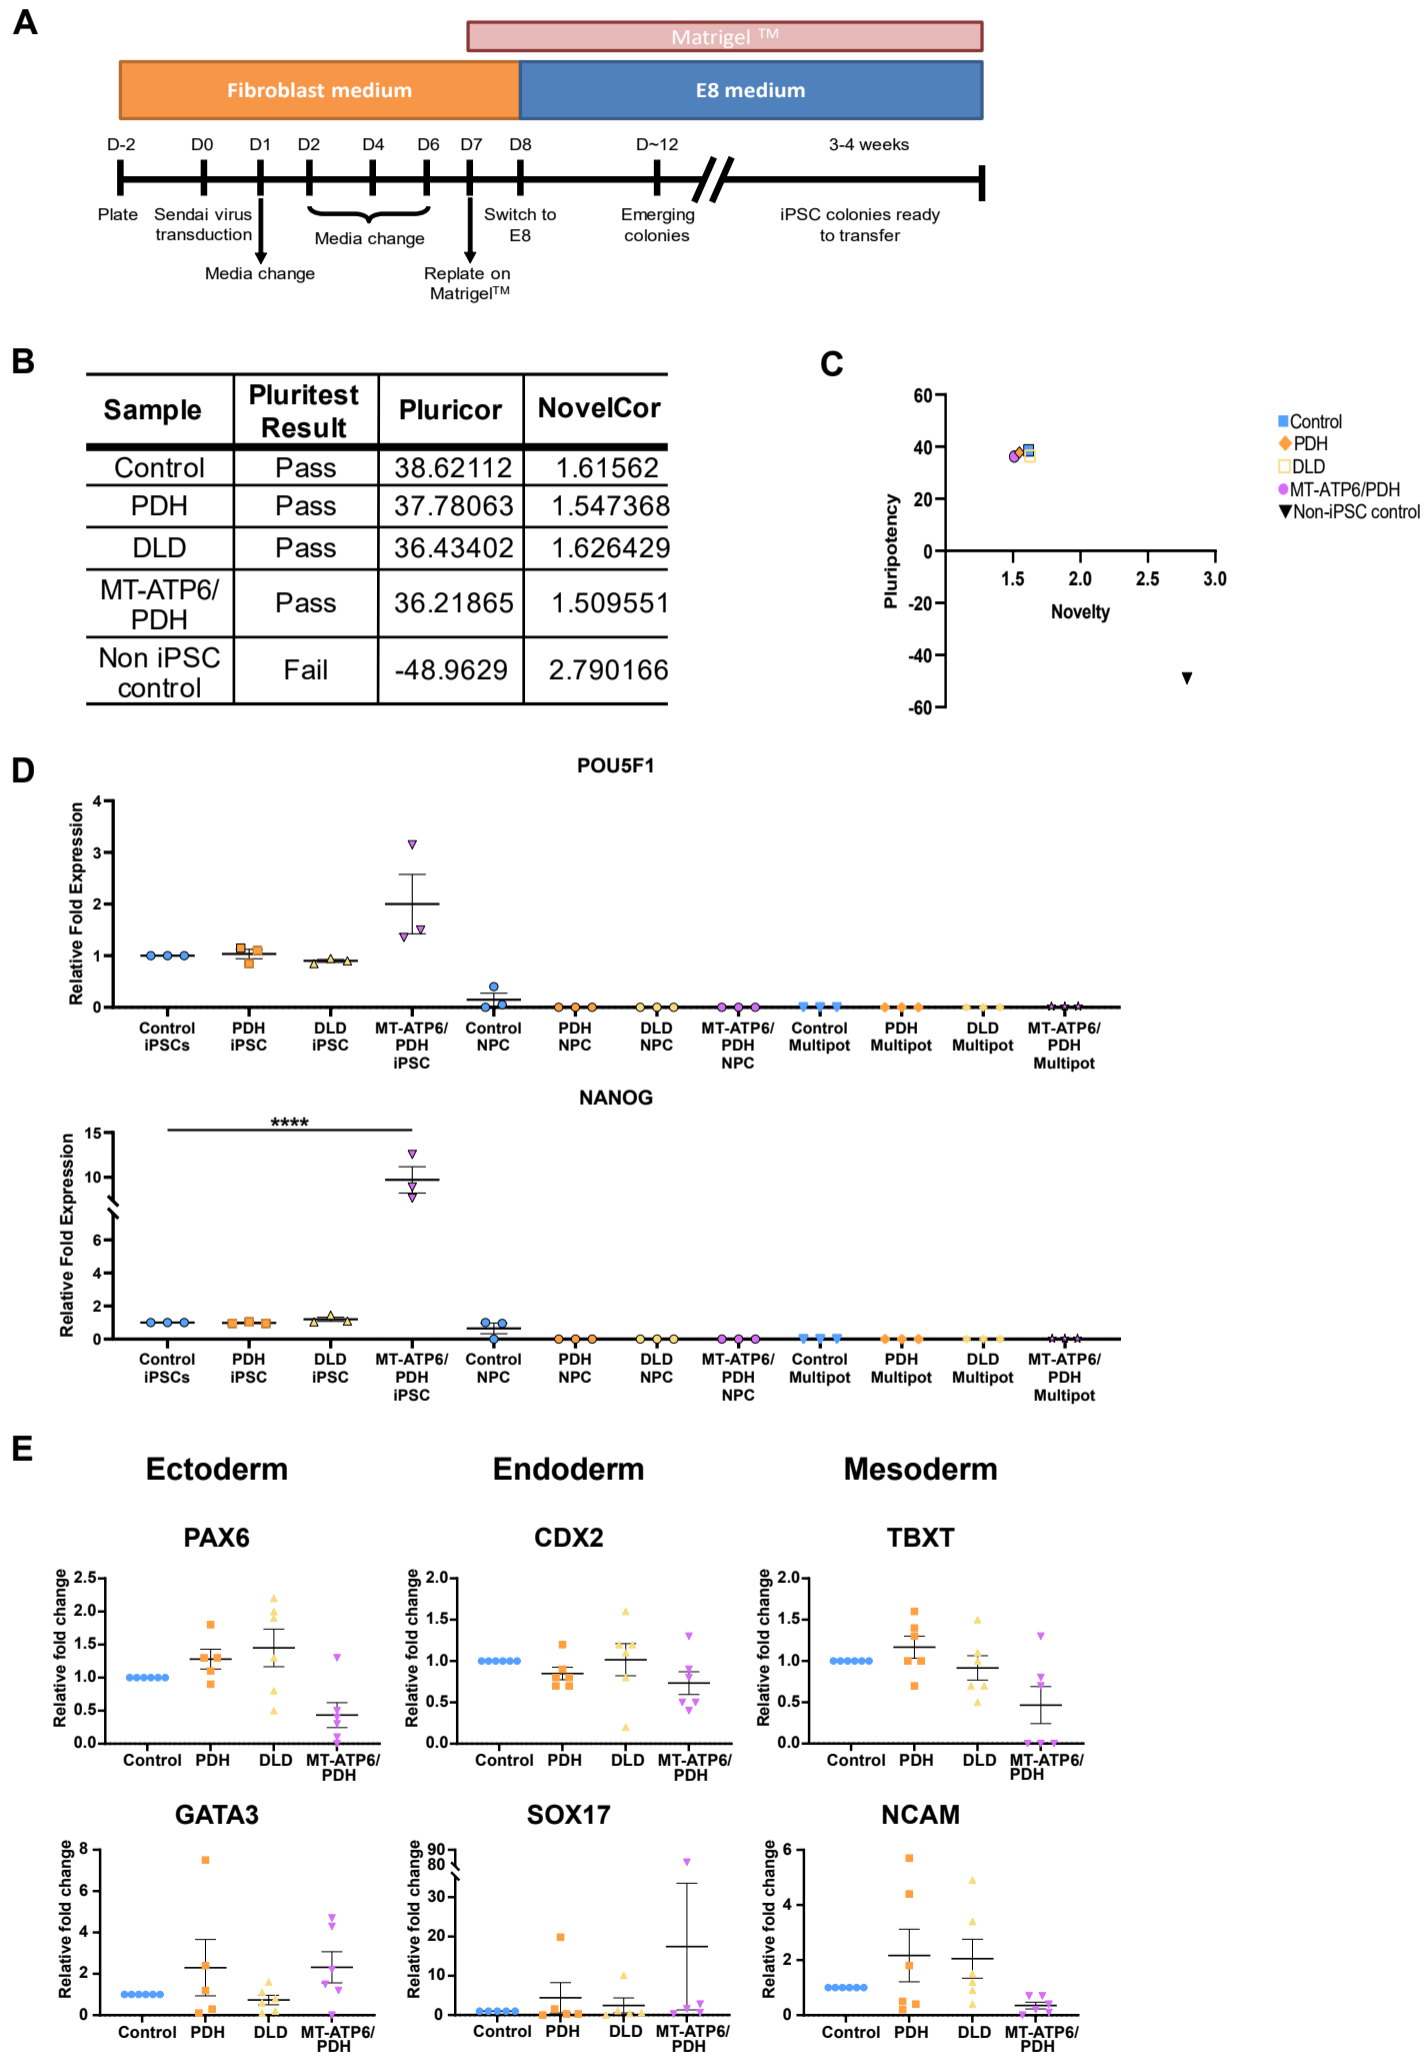 A
Matrigel TM
Fibroblast medium
E8 medium
D-2 D0 D1 D2 D4 D6 D7 D8 D~12 3-4 weeks
Plate
Sendai virus
transduction
Media change
Media change
Replate on
MatrigelTM
Switch to
E8
Emerging
colonies
iPSC colonies ready
to transfer
B
Sample Pluritest Result Pluricor NovelCor
Control Pass 38.62112 1.61562
PDH Pass 37.78063 1.547368
DLD Pass 36.43402 1.626429
MT-ATP6/ PDH Pass 36.21865 1.509551
Non iPSC control Fail -48.9629 2.790166
C
Pluripotency
60
40
20
0
-20
-40
-60
1.5 2.0 2.5 3.0
Novelty
Control
PDH
DLD
MT-ATP6/PDH
Non-iPSC control
D
POU5F1
Relative Fold Expression
4
3
2
1
0
Control iPSCs
PDH iPSC
DLD iPSC
MT-ATP6/ PDH iPSC
Control NPC
PDH NPC
DLD NPC
MT-ATP6/ PDH NPC
Control Multipot
PDH Multipot
DLD Multipot
MT-ATP6/ PDH Multipot
NANOG
****
Relative Fold Expression
15
10
6
4
2
0
Control iPSCs
PDH iPSC
DLD iPSC
MT-ATP6/ PDH iPSC
Control NPC
PDH NPC
DLD NPC
MT-ATP6/ PDH NPC
Control Multipot
PDH Multipot
DLD Multipot
MT-ATP6/ PDH Multipot
E
Ectoderm Endoderm Mesoderm
PAX6
Relative fold change
2.5
2.0
1.5
1.0
0.5
0.0
Control PDH DLD MT-ATP6/
PDH
CDX2
Relative fold change
2.0
1.5
1.0
0.5
0.0
Control PDH DLD MT-ATP6/
PDH
TBXT
Relative fold change
2.0
1.5
1.0
0.5
0.0
Control PDH DLD MT-ATP6/
PDH
GATA3
Relative fold change
8
6
4
2
0
Control PDH DLD MT-ATP6/
PDH
SOX17
Relative fold change
90
80
30
20
10
0
Control PDH DLD MT-ATP6/
PDH
NCAM
Relative fold change
6
4
2
0
Control PDH DLD MT-ATP6/
PDH